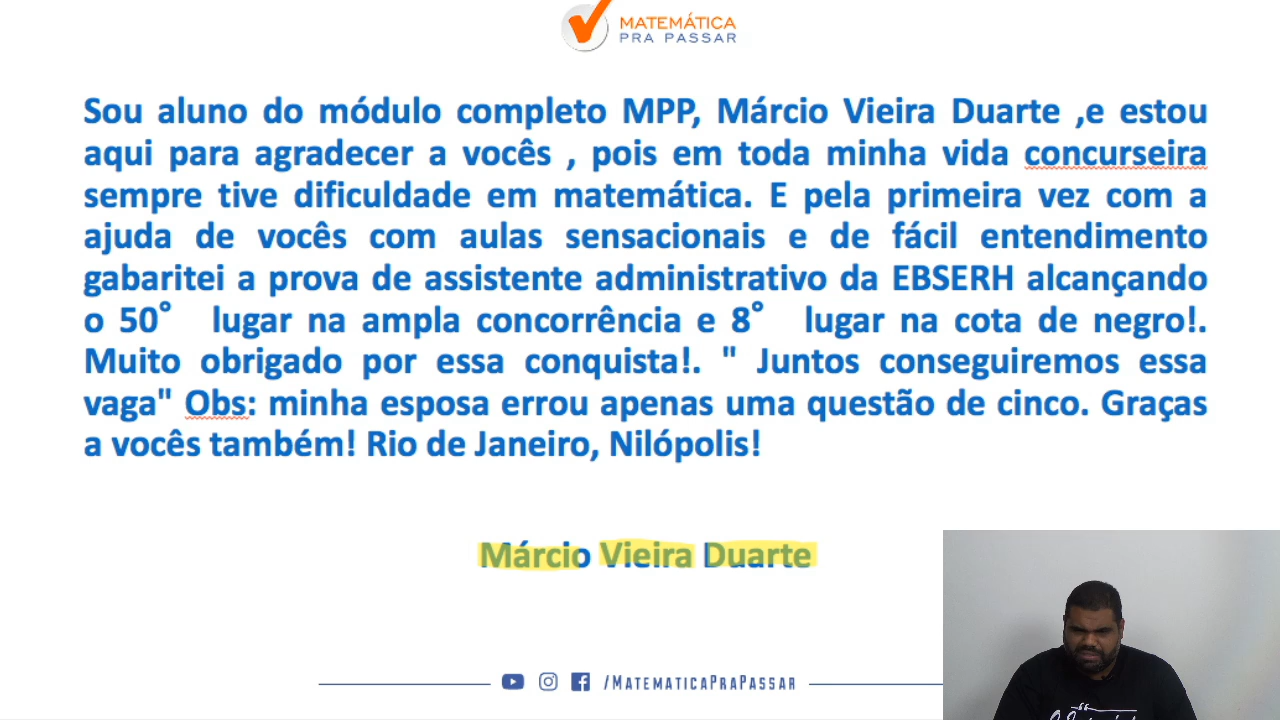 MATEMÁTICA
PRA PASSAR
Sou aluno do módulo completo MPP, Márcio Vieira Duarte ,e estou
aqui para agradecer a vocês , pois em toda minha vida concurseira
sempre tive dificuldade em matemática. E pela primeira vez com a
ajuda de vocês com aulas sensacionais e de fácil entendimento
gabaritei a prova de assistente administrativo da EBSERH alcançando
o 50° lugar na ampla concorrência e 8° lugar na cota de negro!.
Muito obrigado por essa conquista!. " Juntos conseguiremos essa
vaga" Obs: minha esposa errou apenas uma questão de cinco. Graças
a vocês também! Rio de Janeiro, Nilópolis!
Márcio Vieira Duarte
/MATEMATICAPRAPASSAR